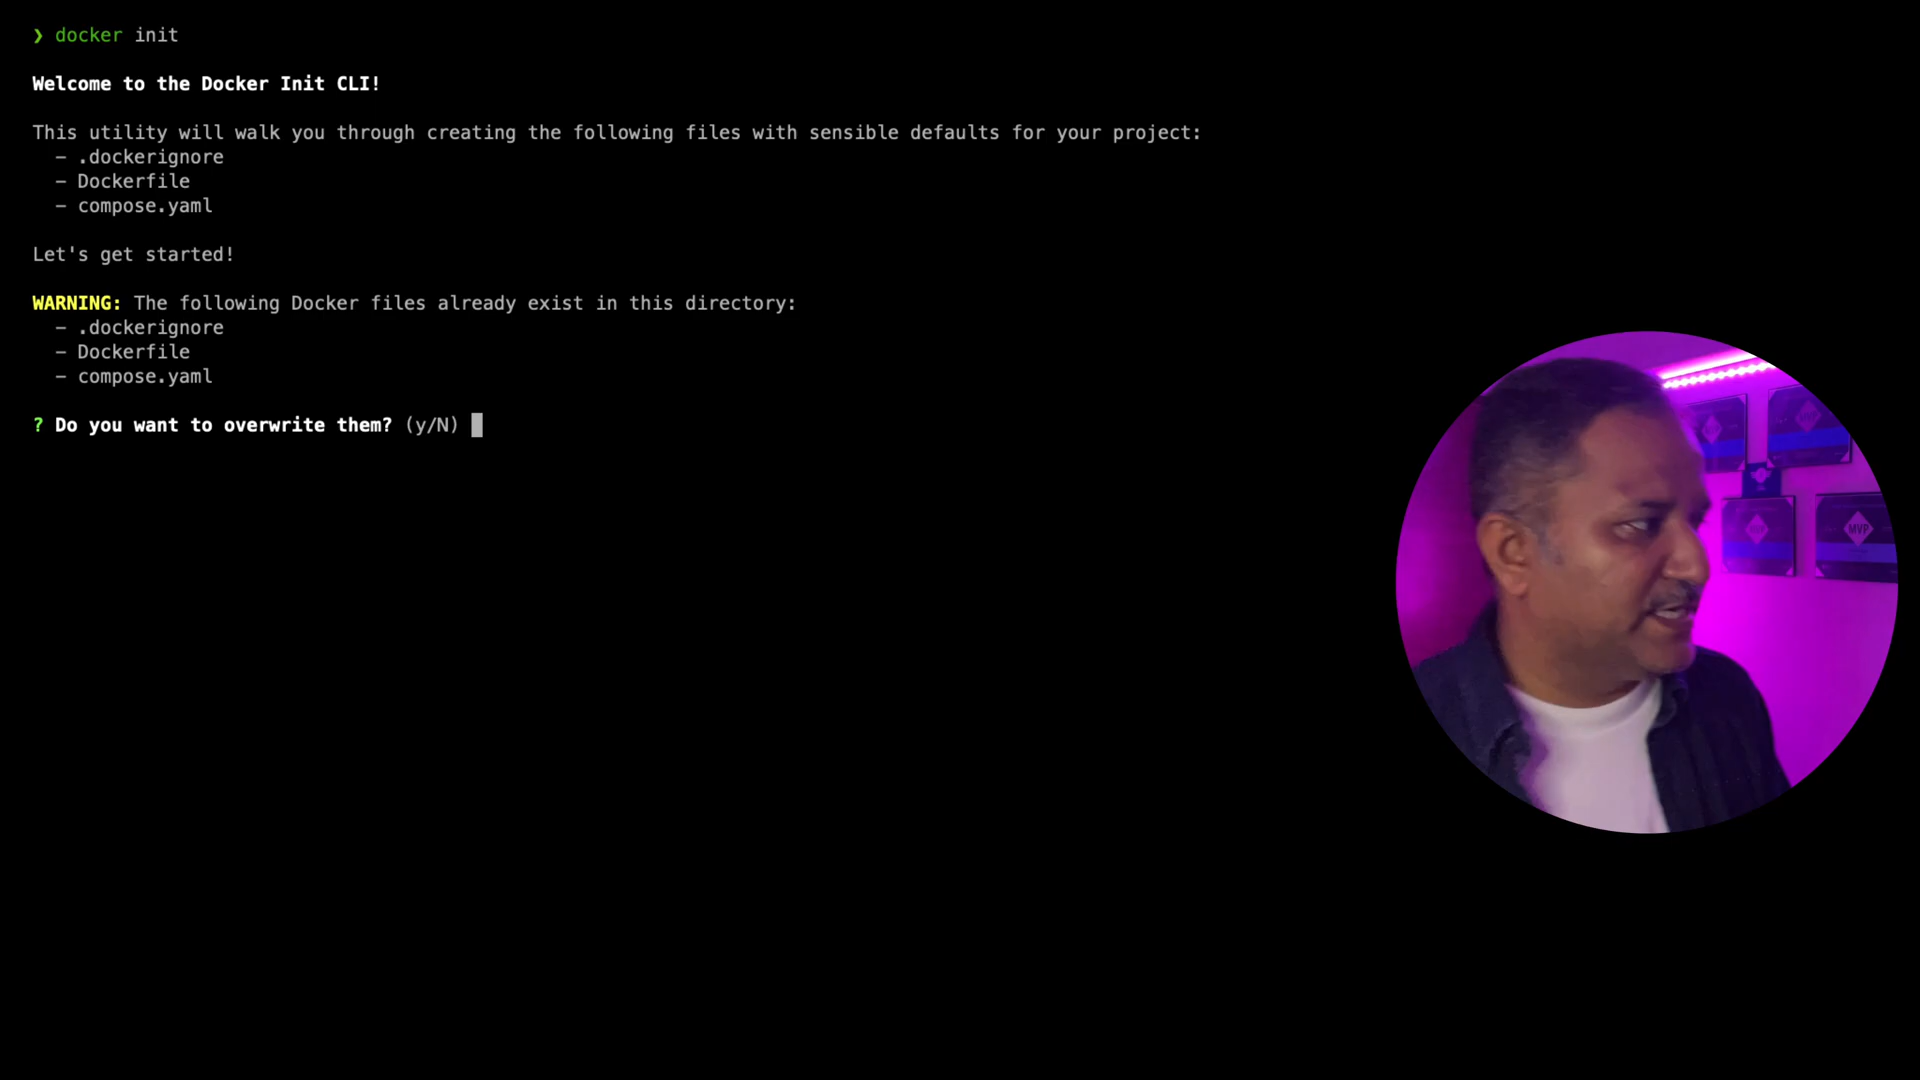 ❯ docker init
Welcome to the Docker Init CLI!
This utility will walk you through creating the following files with sensible defaults for your project:
– .dockerignore
– Dockerfile
– compose.yaml
Let's get started!
WARNING: The following Docker files already exist in this directory:
– .dockerignore
– Dockerfile
– compose.yaml
? Do you want to overwrite them? (y/N)
MVP